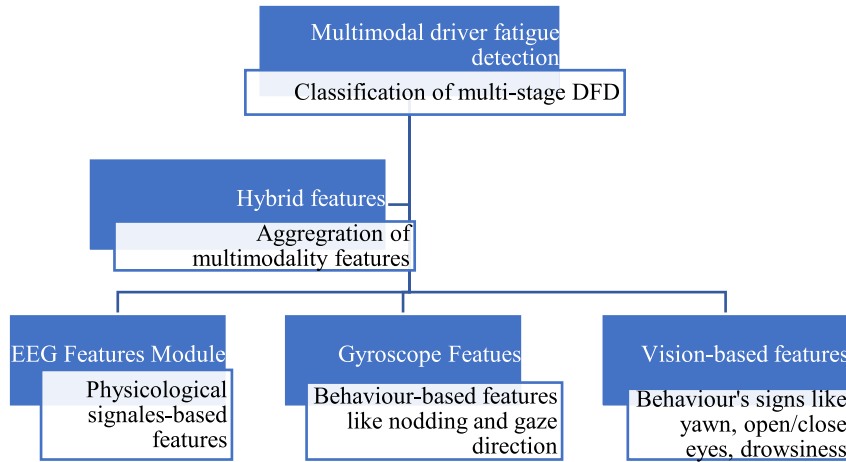 Multimodal driver fatigue
detection
Classification of multi-stage DFD
Hybrid features
Aggregration of
multimodality features
EEG Features Module
Physicological
signales-based
features
Gyroscope Featues
Behaviour-based features
like nodding and gaze
direction
Vision-based features
Behaviour's signs like
yawn, open/close
eyes, drowsiness